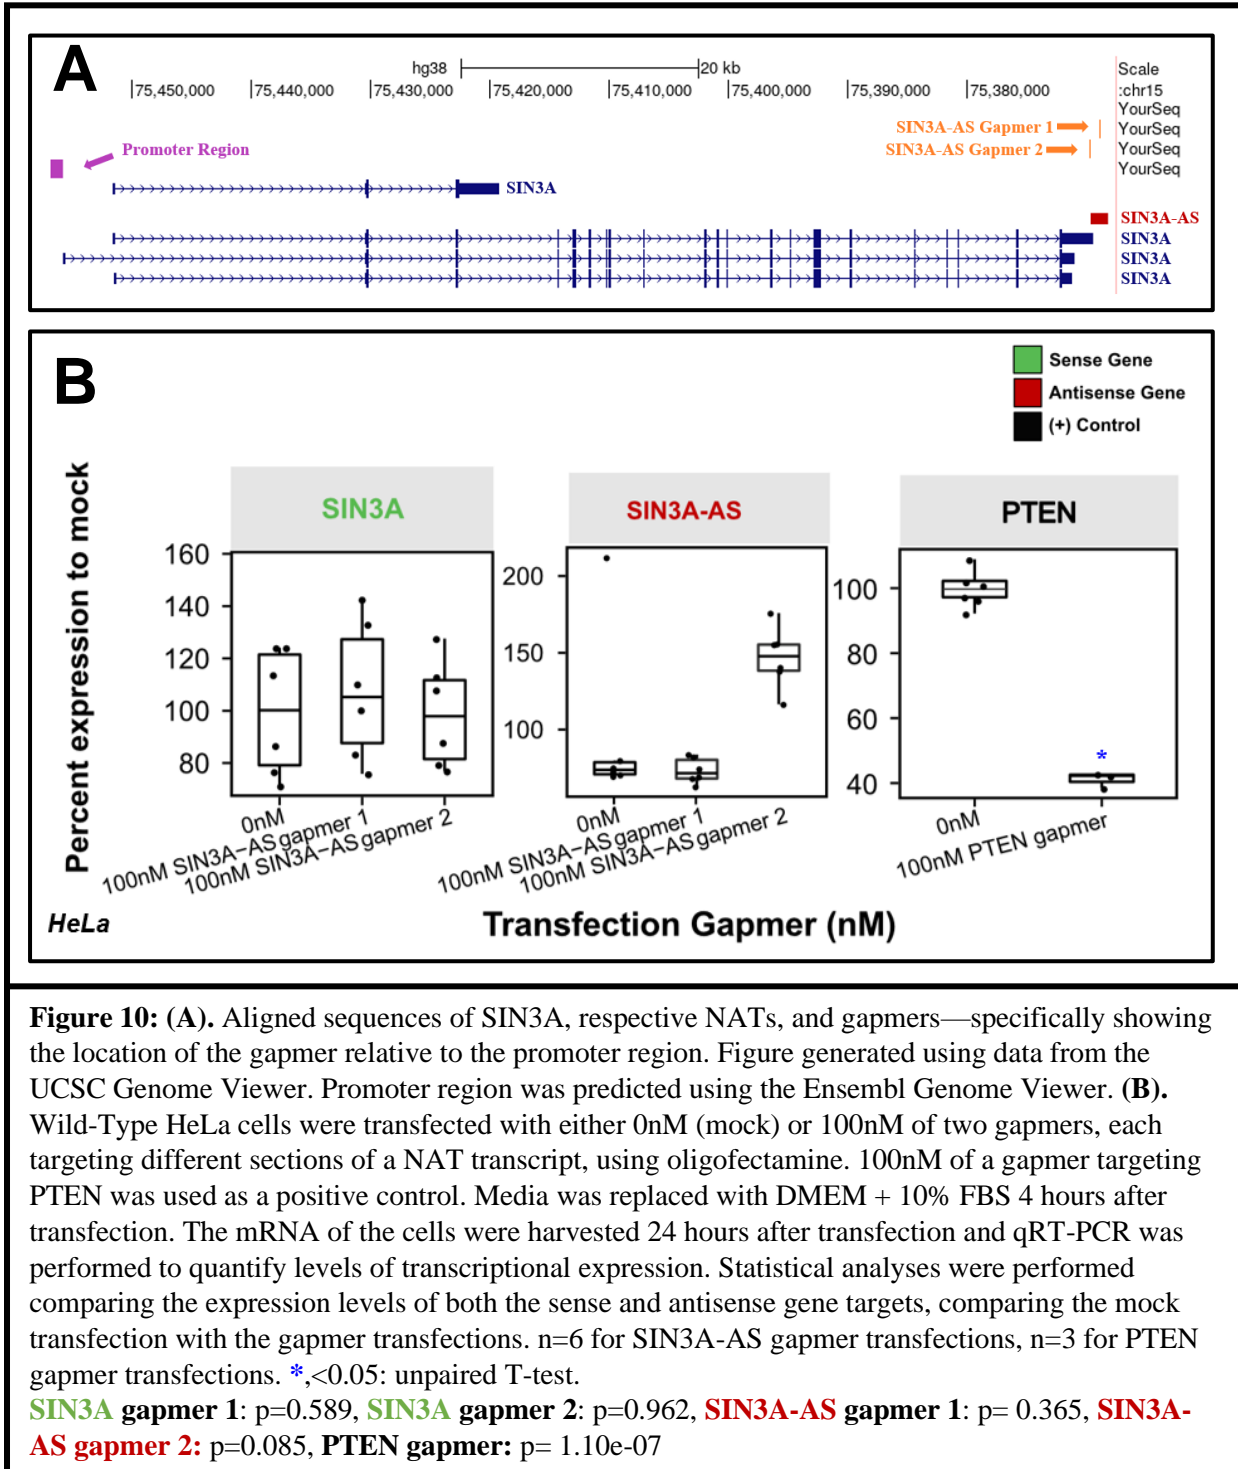 A
hg38 20 kb Scale
75,450,000 75,440,000 75,430,000 75,420,000 75,410,000 75,400,000 75,390,000 75,380,000 :chr15
YourSeq
SIN3A-AS Gapmer 1 YourSeq
SIN3A-AS Gapmer 2 YourSeq
Promoter Region
YourSeq
SIN3A
SIN3A-AS
SIN3A
SIN3A
SIN3A
B
Sense Gene
Antisense Gene
(+) Control
Percent expression to mock
SIN3A
160
140
120
100
80
0nM
100nM SIN3A-AS gapmer 1
100nM SIN3A-AS gapmer 2
SIN3A-AS
200
150
100
0nM
100nM SIN3A-AS gapmer 1
100nM SIN3A-AS gapmer 2
PTEN
100
80
60
40
*
0nM
100nM PTEN gapmer
HeLa
Transfection Gapmer (nM)
Figure 10: (A). Aligned sequences of SIN3A, respective NATs, and gapmers—specifically showing
the location of the gapmer relative to the promoter region. Figure generated using data from the
UCSC Genome Viewer. Promoter region was predicted using the Ensembl Genome Viewer. (B).
Wild-Type HeLa cells were transfected with either 0nM (mock) or 100nM of two gapmers, each
targeting different sections of a NAT transcript, using oligofectamine. 100nM of a gapmer targeting
PTEN was used as a positive control. Media was replaced with DMEM + 10% FBS 4 hours after
transfection. The mRNA of the cells were harvested 24 hours after transfection and qRT-PCR was
performed to quantify levels of transcriptional expression. Statistical analyses were performed
comparing the expression levels of both the sense and antisense gene targets, comparing the mock
transfection with the gapmer transfections. n=6 for SIN3A-AS gapmer transfections, n=3 for PTEN
gapmer transfections. *,<0.05: unpaired T-test.
SIN3A gapmer 1: p=0.589, SIN3A gapmer 2: p=0.962, SIN3A-AS gapmer 1: p= 0.365, SIN3A-
AS gapmer 2: p=0.085, PTEN gapmer: p= 1.10e-07